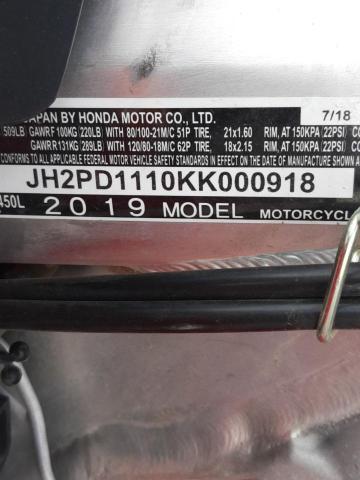 JAPAN BY HONDA MOTOR CO., LTD. 7/18
509LB GAWR F 100KG 220LB WITH 80/100-21M/C 51P TIRE, 21x1.60 RIM, AT 150KPA 22PSI CO
GAWR R 131KG 289LB WITH 120/80-18M/C 62P TIRE, 18x2.15 RIM, AT 150KPA 22PSI CO
CONFORMS TO ALL APPLICABLE U.S. FEDERAL MOTOR VEHICLE SAFETY STANDARDS IN EFFECT ON THE DATE OF MANUFACTURE
JH2PD1110KK000918
450L 2019 MODEL MOTORCYCL